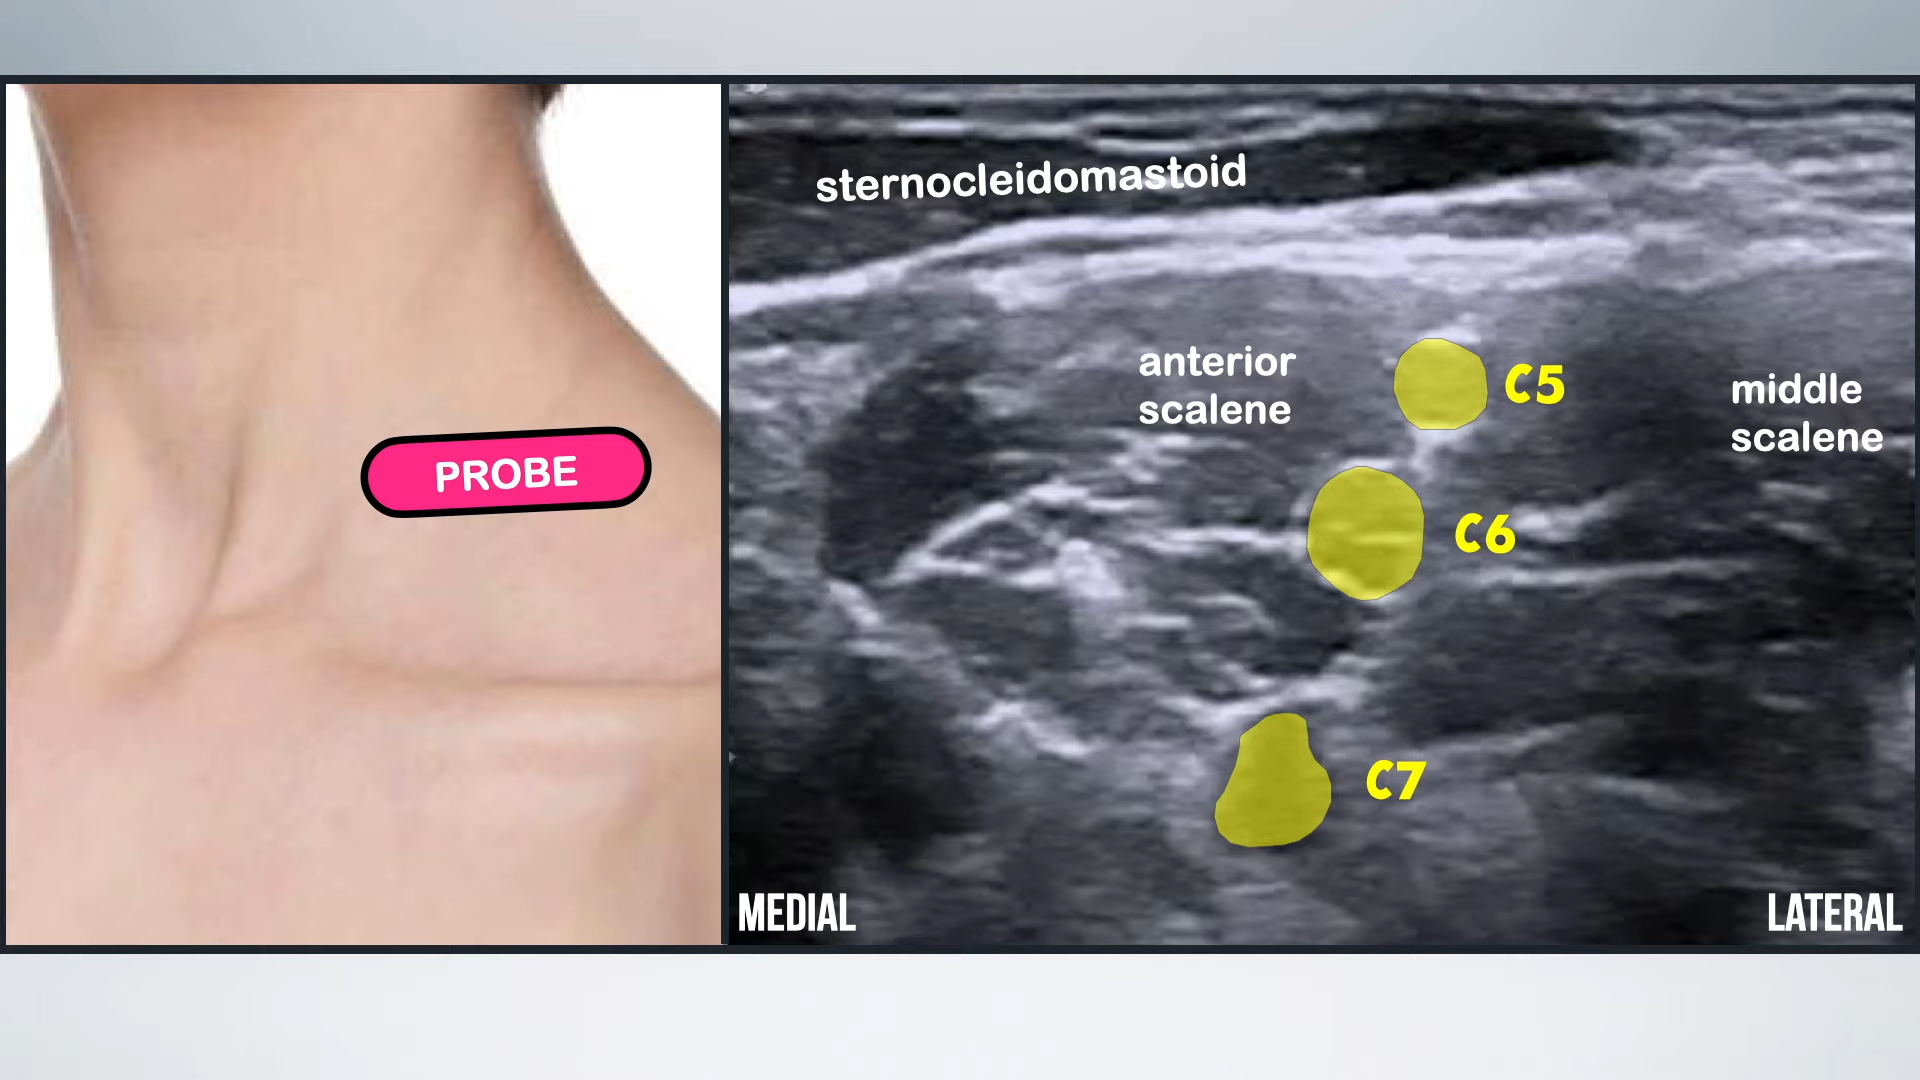 PROBE
sternocleidomastoid
anterior
scalene
C5
middle
scalene
C6
C7
MEDIAL
LATERAL